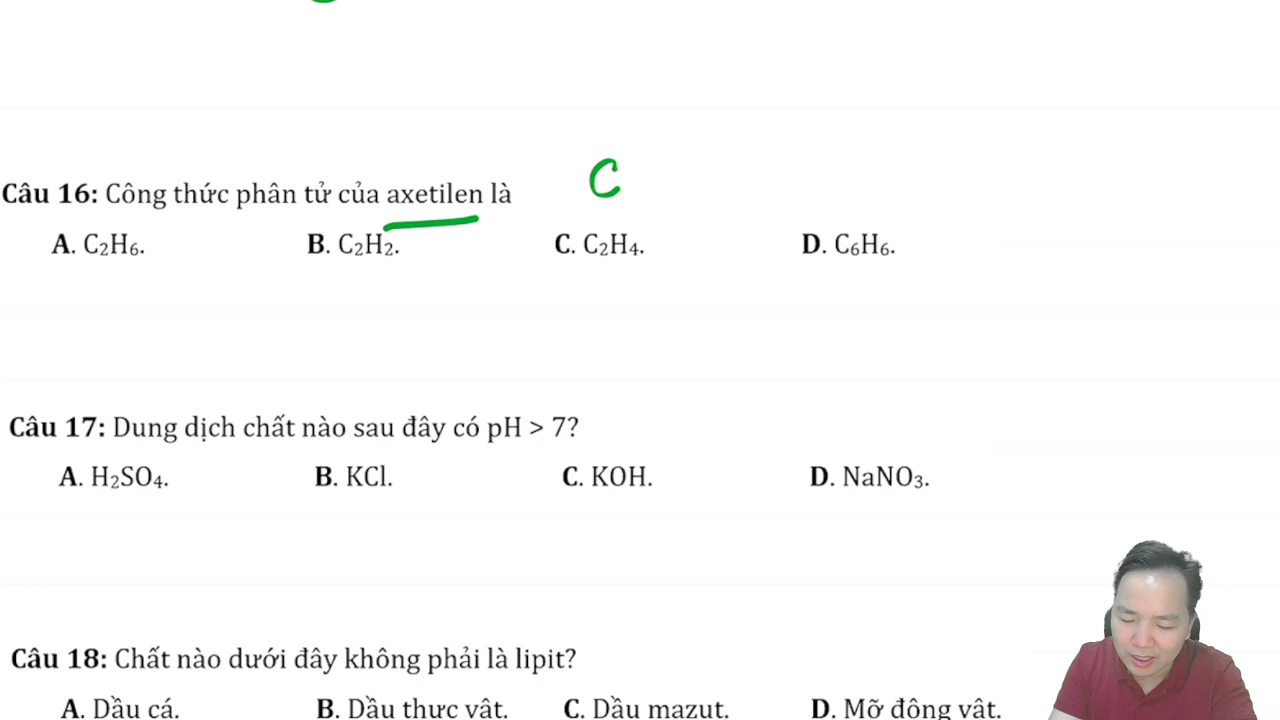 Câu 16: Công thức phân tử của axetilen là C
A. C₂H₆. B. C₂H₂. C. C₂H₄. D. C₆H₆.
Câu 17: Dung dịch chất nào sau đây có pH > 7?
A. H₂SO₄. B. KCl. C. KOH. D. NaNO₃.
Câu 18: Chất nào dưới đây không phải là lipit?
A. Dầu cá. B. Dầu thực vật. C. Dầu mazut. D. Mỡ động vật.